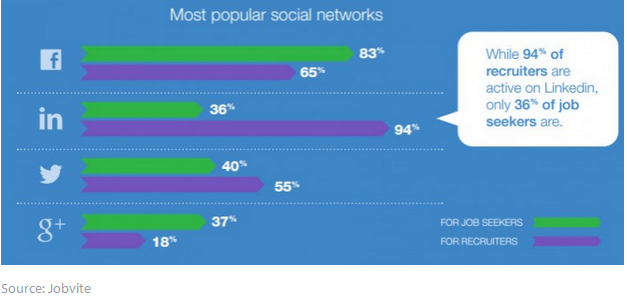 Most popular social networks
f
83%
65%
in
36%
94%
While 94% of
recruiters are
active on Linkedin,
only 36% of job
seekers are.
40%
55%
g+
37%
18%
FOR JOB SEEKERS
FOR RECRUITERS
Source: Jobvite